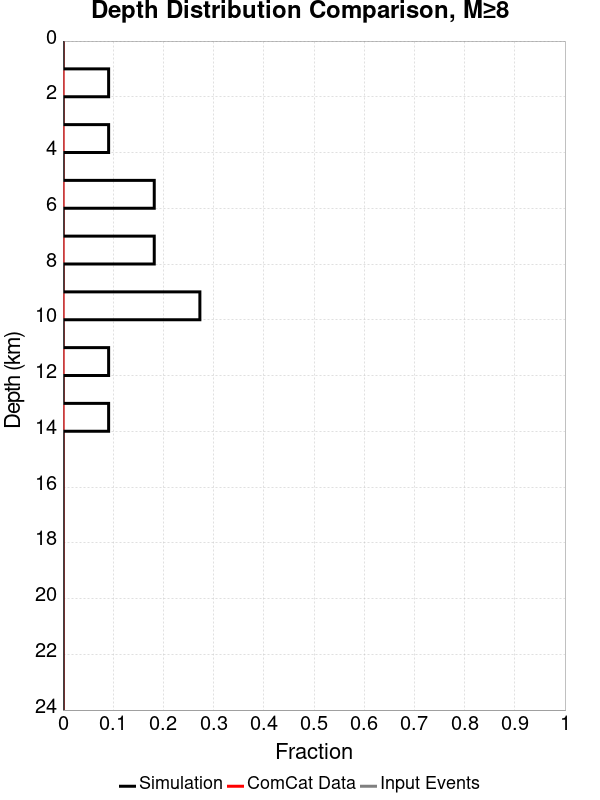 Depth Distribution Comparison, M≥8
0
2
4
6
8
10
12
14
16
18
20
22
24
Depth (km)
0 0.1 0.2 0.3 0.4 0.5 0.6 0.7 0.8 0.9 1
Fraction
Simulation ComCat Data Input Events